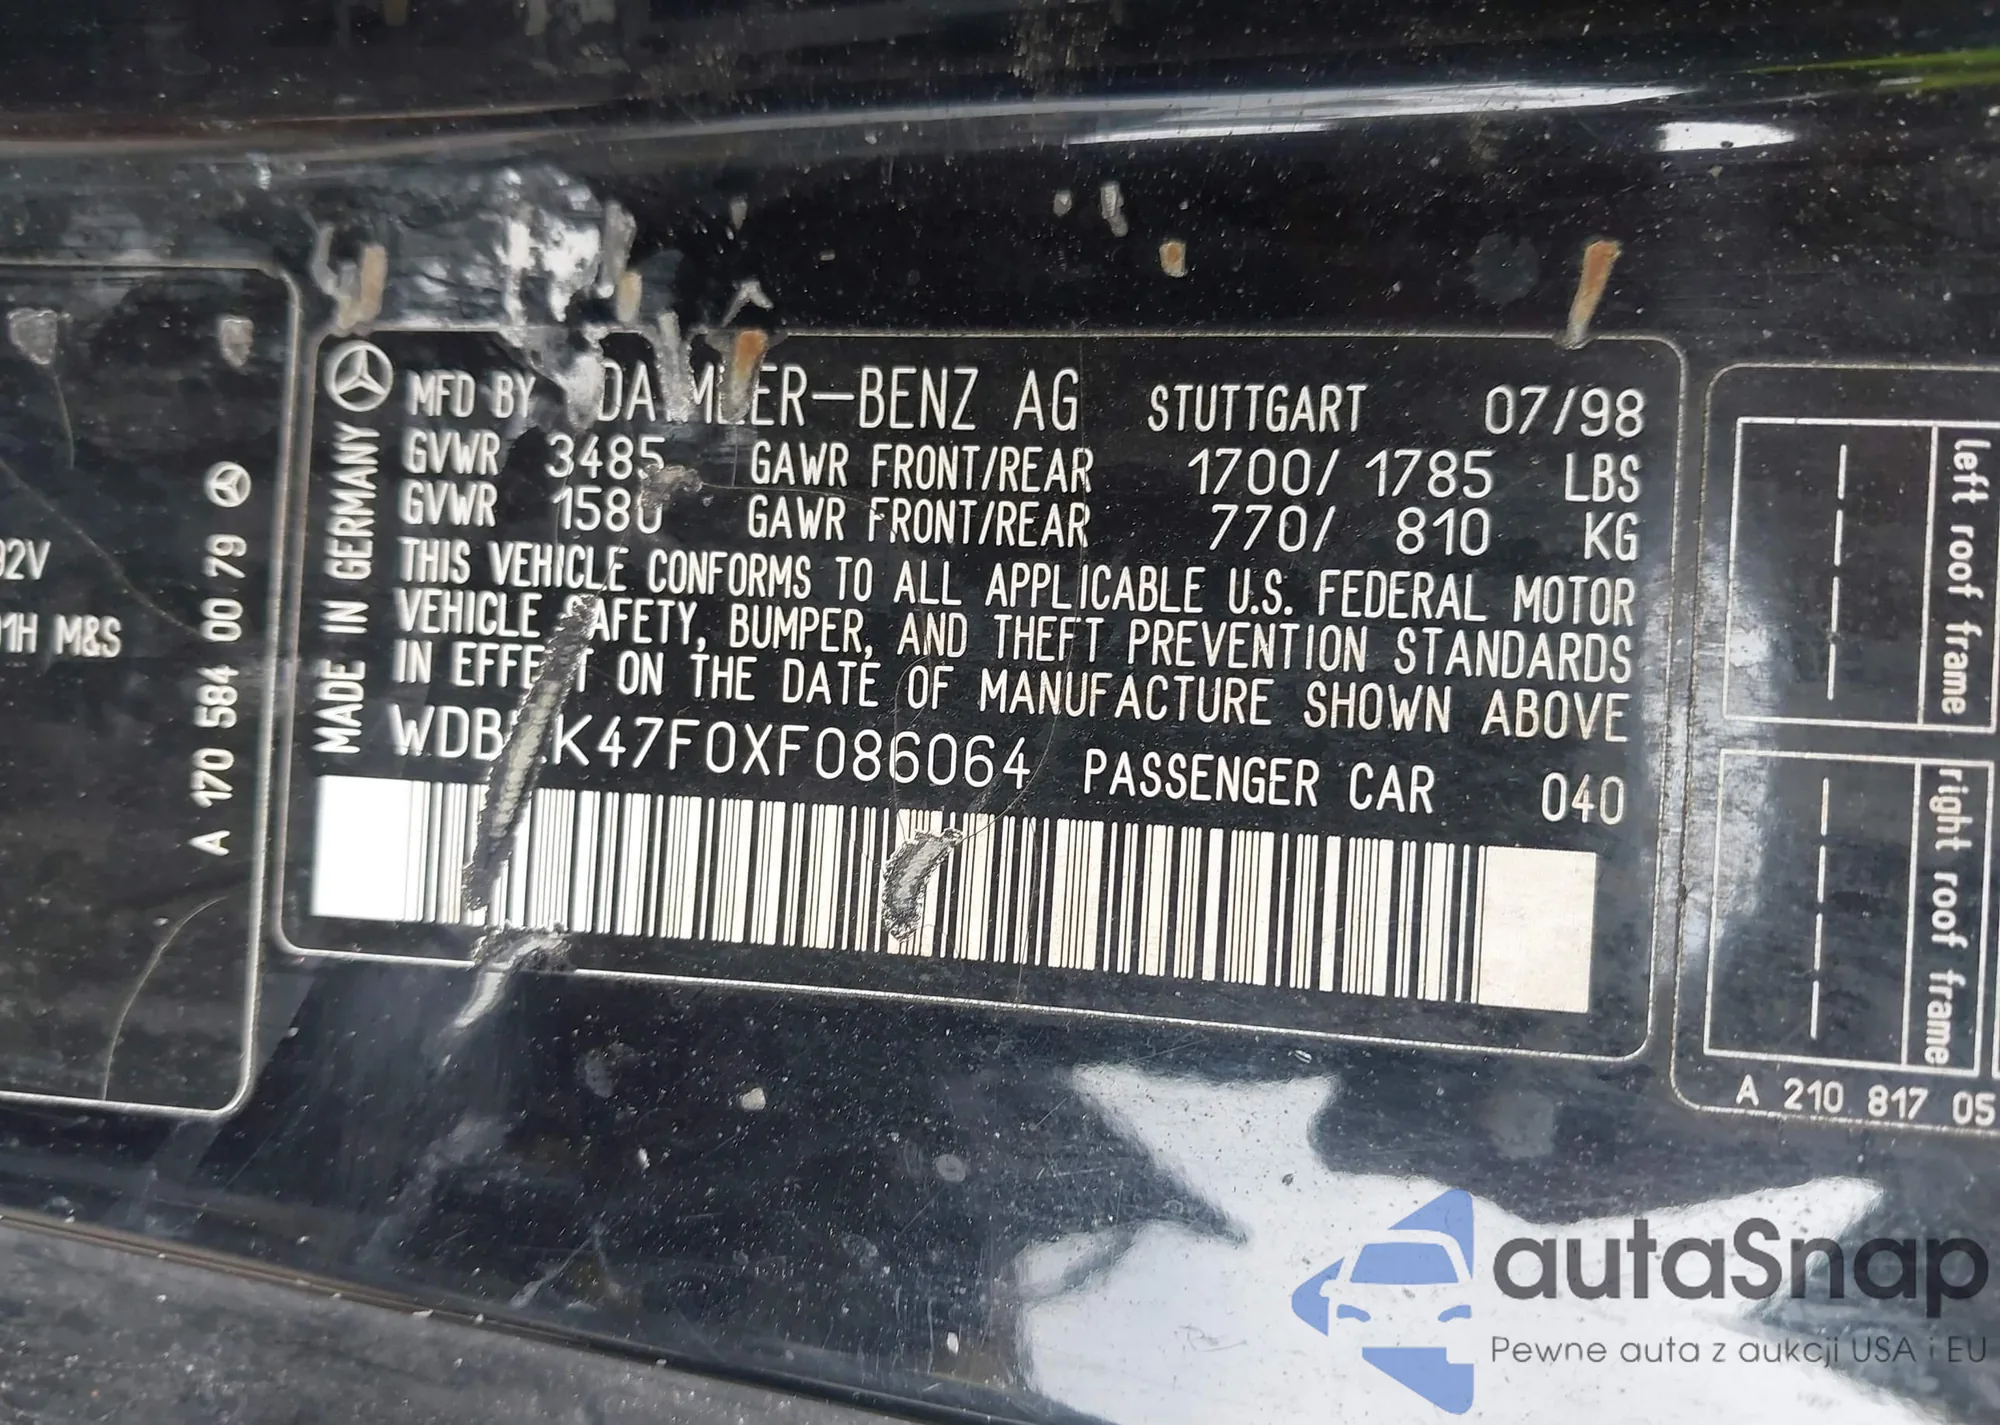 92V
01H M&S
A 170 584 00 79
MADE IN GERMANY
MFD BY DAIMLER-BENZ AG STUTTGART 07/98
GVWR 3485 GAWR FRONT/REAR 1700/ 1785 LBS
GVWR 1580 GAWR FRONT/REAR 770/ 810 KG
THIS VEHICLE CONFORMS TO ALL APPLICABLE U.S. FEDERAL MOTOR
VEHICLE SAFETY, BUMPER, AND THEFT PREVENTION STANDARDS
IN EFFECT ON THE DATE OF MANUFACTURE SHOWN ABOVE
PASSENGER CAR 040
left roof frame
right roof frame
A 210 817 05
autaSnap
Pewne auta z aukcji USA i EU